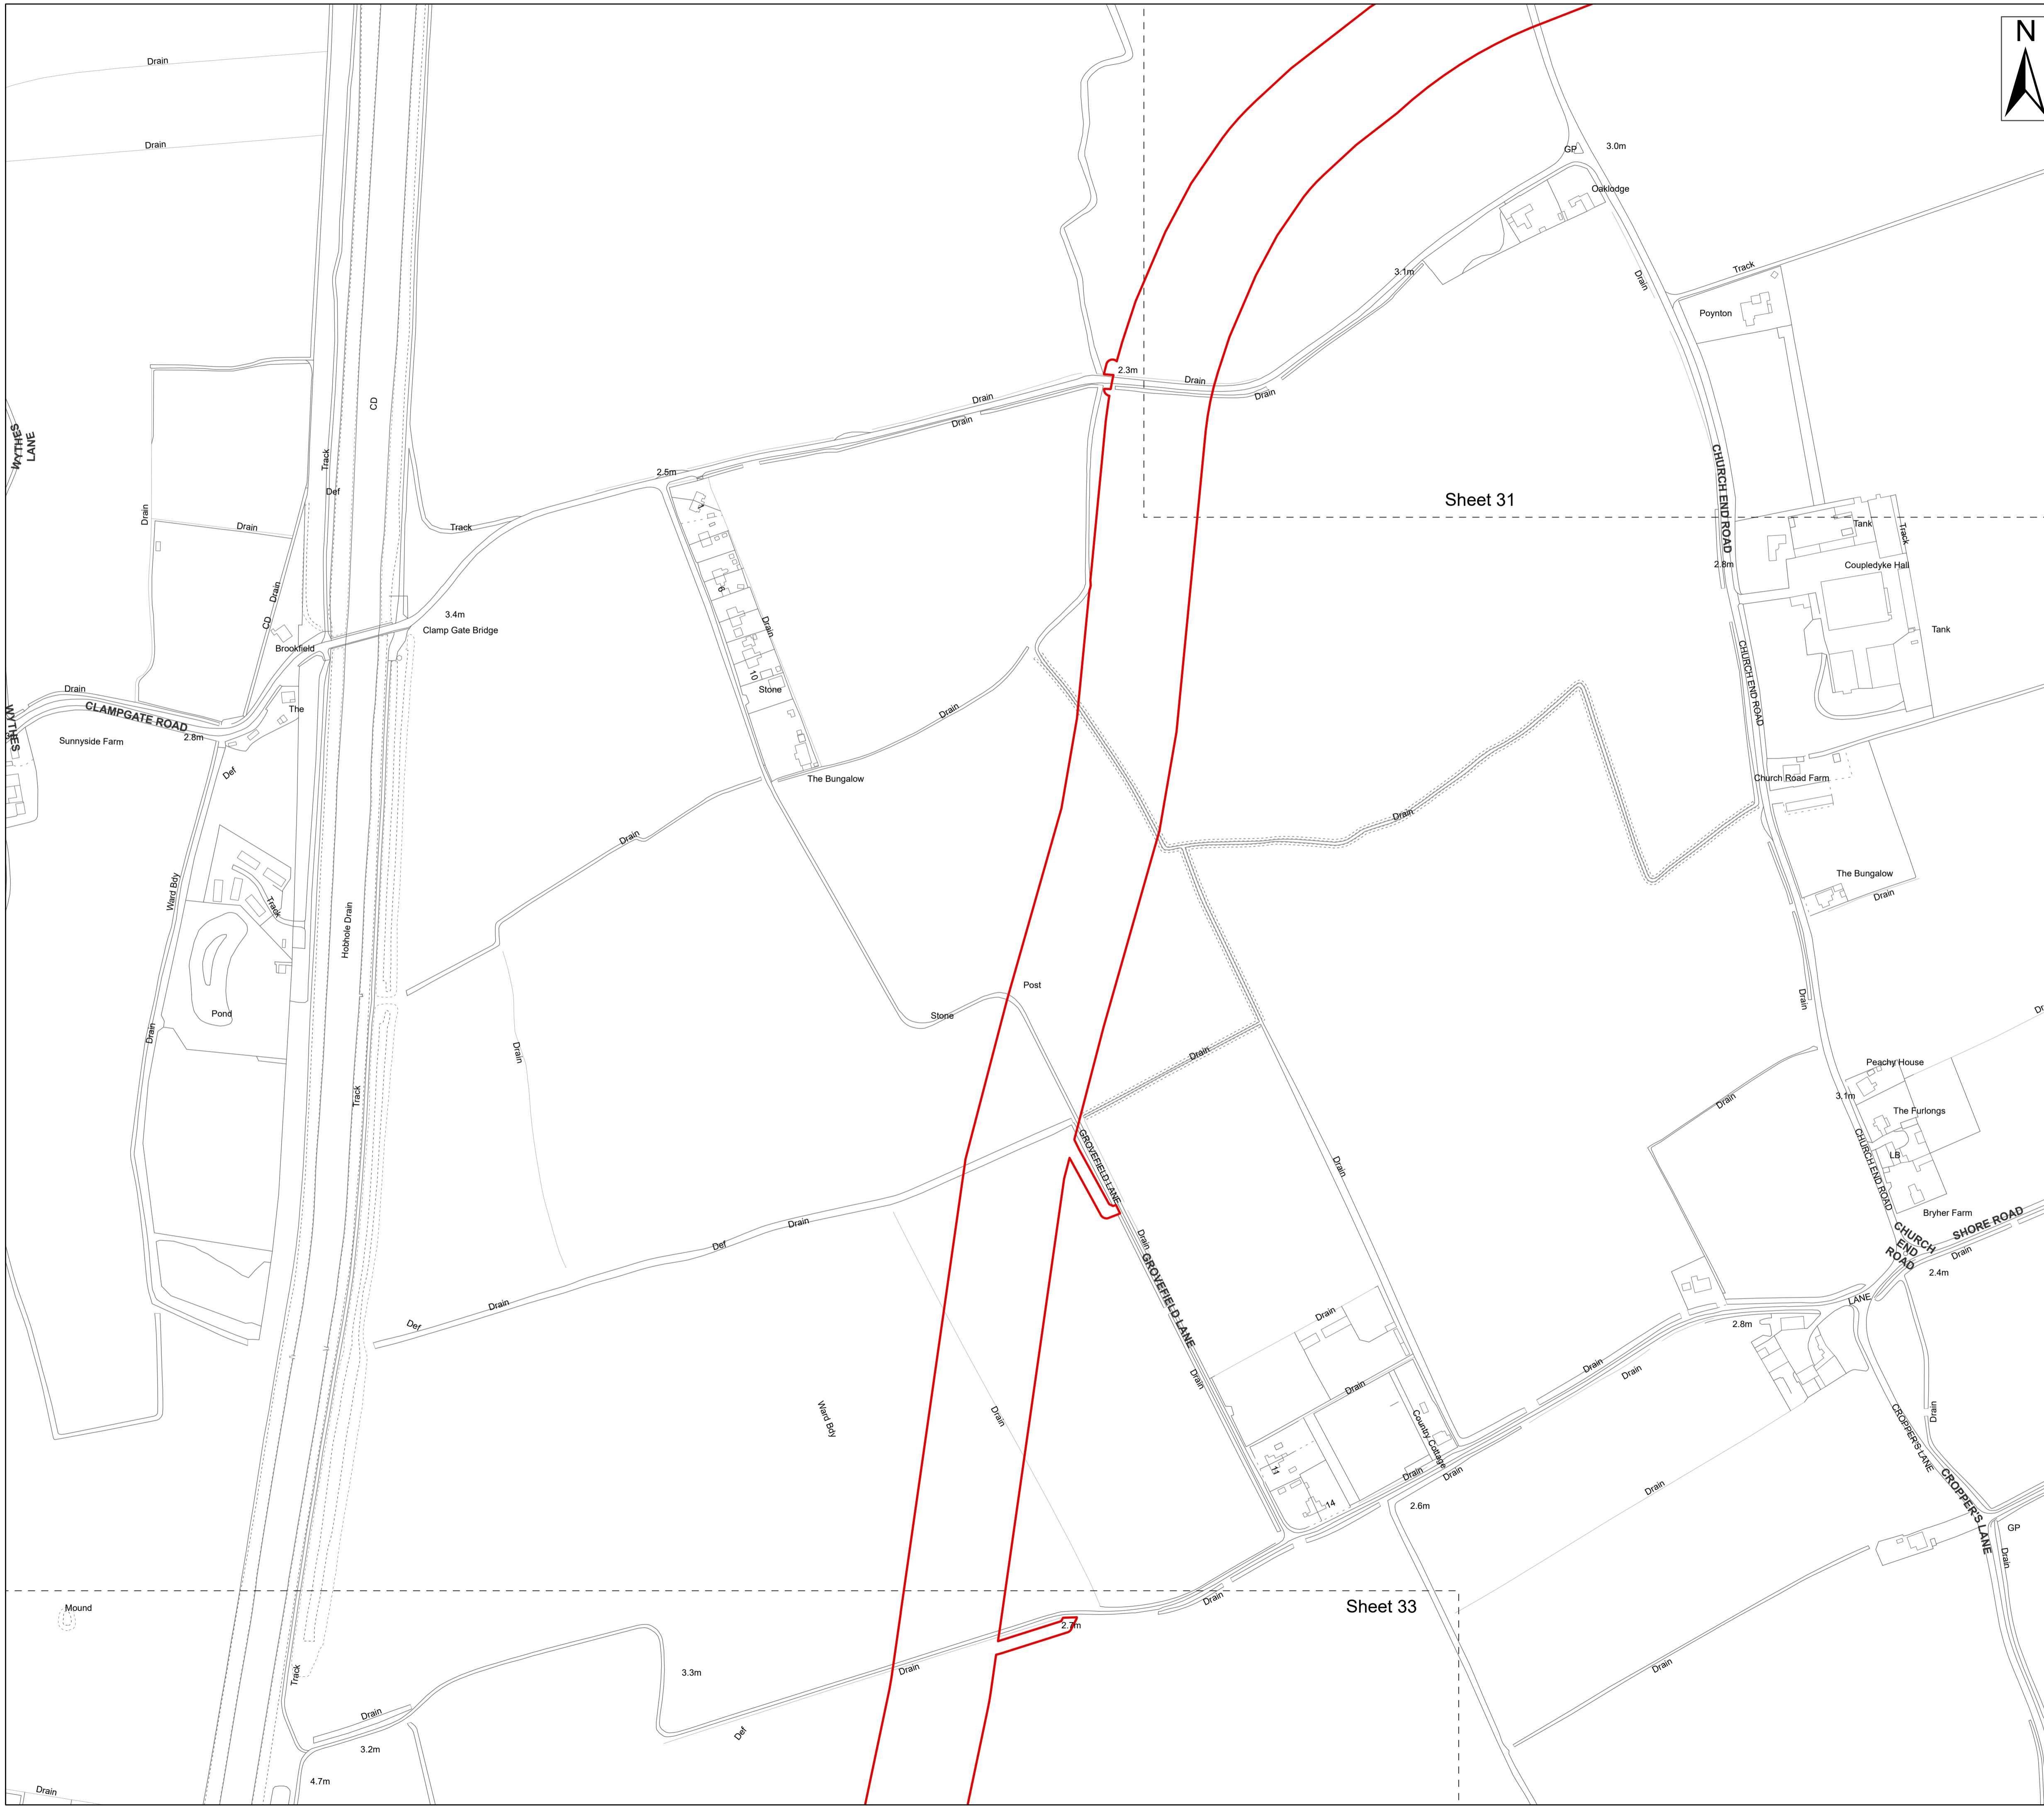 N
Drain
Drain
GP
3.0m
Oaklodge
3.1m
Drain
Track
Poynton
2.3m
Drain
Drain
Drain
Drain
CD
WYTHES
LANE
Track
Def
2.5m
Sheet 31
CHURCH END ROAD
Drain
Drain
Track
2
Tank
Track
2.8m
Coupledyke Hall
CD
Drain
3.4m
Clamp Gate Bridge
6
Drain
Tank
Brookfield
10
Stone
CHURCH END ROAD
Drain
CLAMPGATE ROAD
The
WYTHES
Sunnyside Farm
2.8m
Drain
Def
The Bungalow
Church Road Farm
Drain
Drain
The Bungalow
Drain
Ward Bdy
Track
Hobhole Drain
Pond
Post
Stone
Drain
Drain
Drain
Drain
Track
Peachy House
3.1m
The Furlongs
Drain
GROVEFIELD LANE
CHURCH END ROAD
LB
Drain
Bryher Farm
Drain
Def
Drain
SHORE ROAD
CHURCH
END
ROAD
Drain
2.4m
Drain
Def
GROVEFIELD LANE
LANE
Drain
2.8m
Drain
Drain
Drain
Drain
Ward Bdy
Drain
Country Cottage
CROPPER'S LANE
Drain
11
Drain
Drain
14
2.6m
Drain
CROPPER'S LANE
GP
Drain
Mound
Drain
Sheet 33
2.7m
Drain
3.3m
Track
Drain
Drain
Def
3.2m
4.7m
Drain